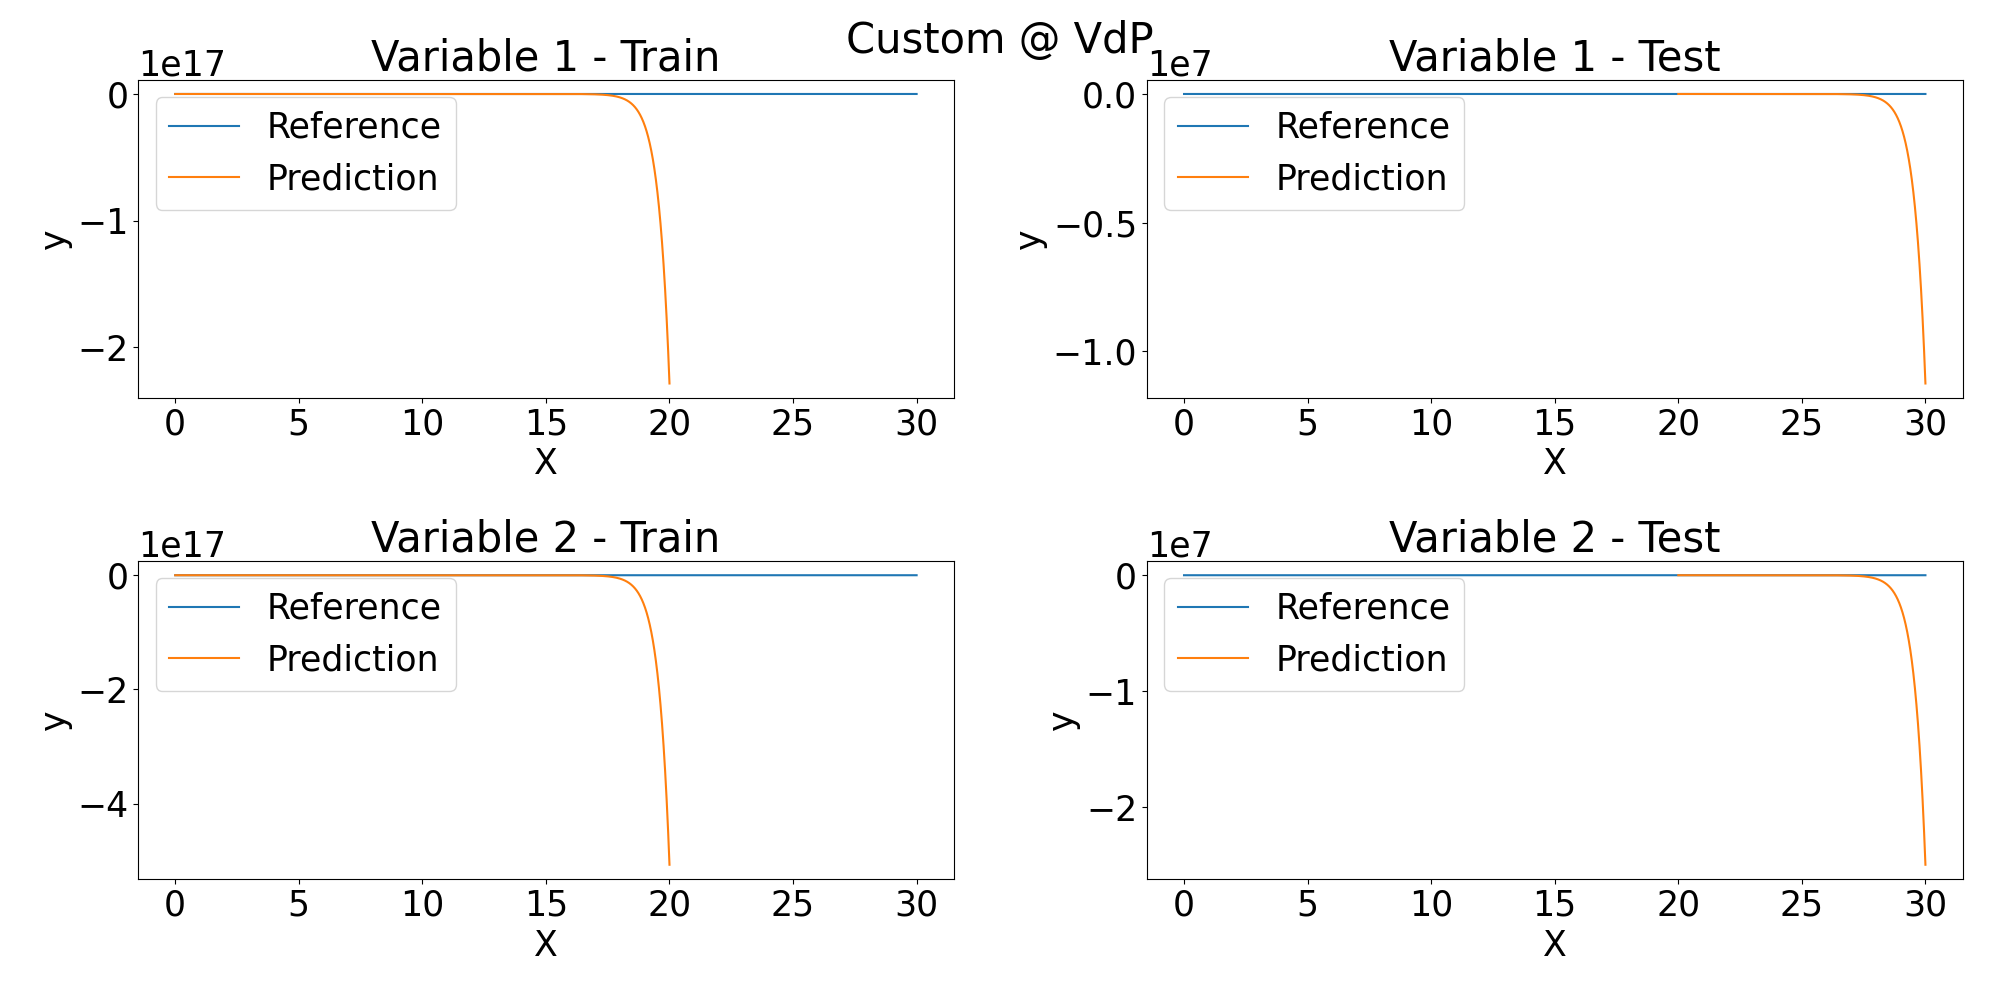 Custom @ VdP
Variable 1 - Train
1e17
0
−1
−2
y
Reference
Prediction
0 5 10 15 20 25 30
X
Variable 1 - Test
1e7
0.0
−0.5
−1.0
y
Reference
Prediction
0 5 10 15 20 25 30
X
Variable 2 - Train
1e17
0
−2
−4
y
Reference
Prediction
0 5 10 15 20 25 30
X
Variable 2 - Test
1e7
0
−1
−2
y
Reference
Prediction
0 5 10 15 20 25 30
X